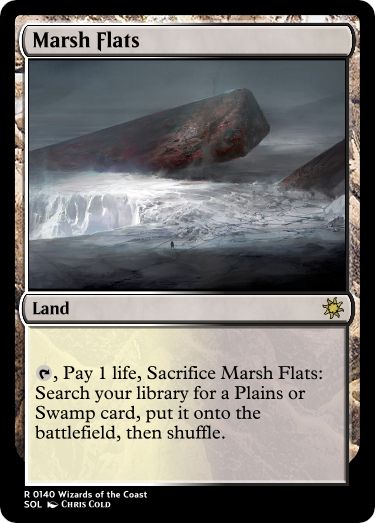 Marsh Flats
Land
, Pay 1 life, Sacrifice Marsh Flats:
Search your library for a Plains or
Swamp card, put it onto the
battlefield, then shuffle.
R 0140 Wizards of the Coast
SOL Chris Cold